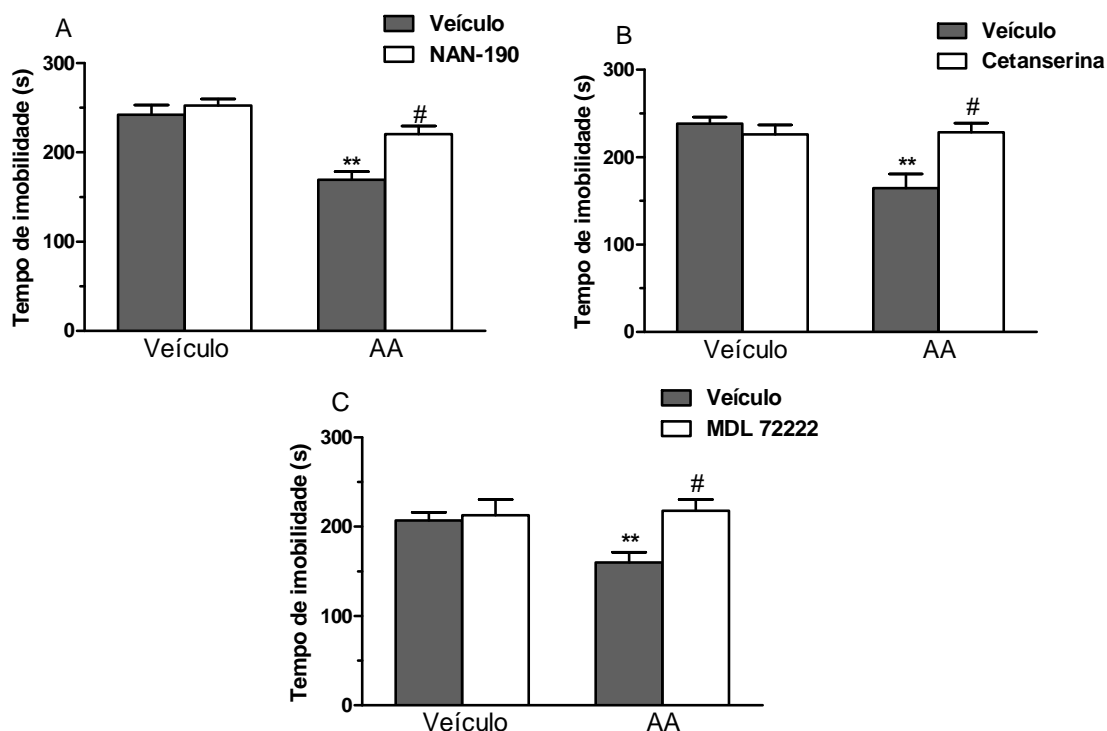 A
Veículo
NAN-190
Tempo de imobilidade (s)
300
200
100
0
**
#
Veículo
AA
B
Veículo
Cetanserina
Tempo de imobilidade (s)
300
200
100
0
**
#
Veículo
AA
C
Veículo
MDL 72222
Tempo de imobilidade (s)
300
200
100
0
**
#
Veículo
AA